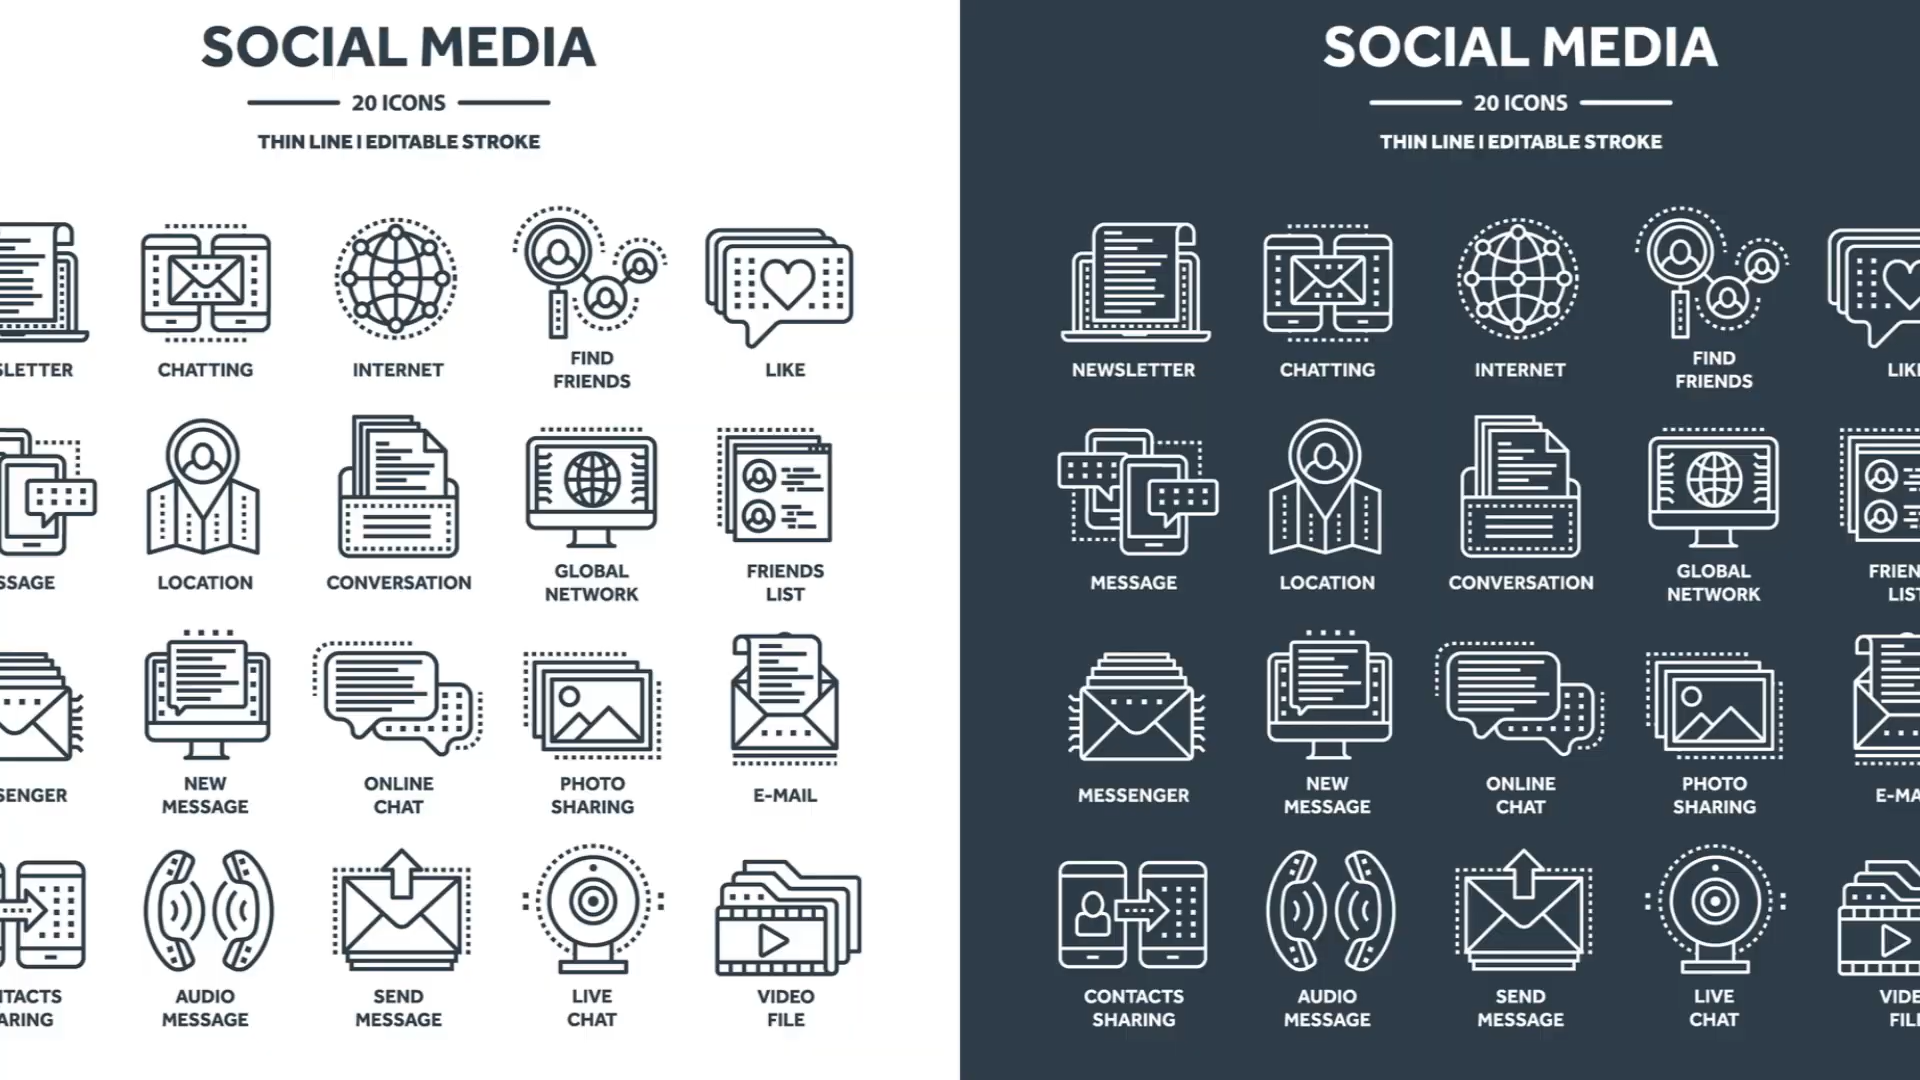 SOCIAL MEDIA
20 ICONS
THIN LINE | EDITABLE STROKE
SLETTER
CHATTING
INTERNET
FIND
FRIENDS
LIKE
SSAGE
LOCATION
CONVERSATION
GLOBAL
NETWORK
FRIENDS
LIST
SENGER
NEW
MESSAGE
ONLINE
CHAT
PHOTO
SHARING
E-MAIL
NTACTS
ARING
AUDIO
MESSAGE
SEND
MESSAGE
LIVE
CHAT
VIDEO
FILE
SOCIAL MEDIA
20 ICONS
THIN LINE | EDITABLE STROKE
NEWSLETTER
CHATTING
INTERNET
FIND
FRIENDS
LIKE
MESSAGE
LOCATION
CONVERSATION
GLOBAL
NETWORK
FRIEN
LIST
MESSENGER
NEW
MESSAGE
ONLINE
CHAT
PHOTO
SHARING
E-MA
CONTACTS
SHARING
AUDIO
MESSAGE
SEND
MESSAGE
LIVE
CHAT
VIDE
FIL